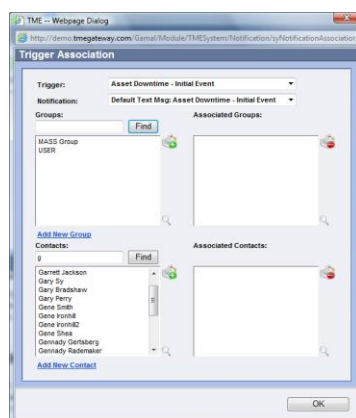 TME -- Webpage Dialog
http://demo.tmegateway.com/Gamal/Module/TMESystem/Notification/syNotificationAssociation
Trigger Association
Trigger: Asset Downtime - Initial Event
Notification: Default Text Msg: Asset Downtime - Initial Event
Groups: Associated Groups:
Find
MASS Group
USER
Add New Group
Contacts: Associated Contacts:
g Find
Garrett Jackson
Gary Sy
Gary Bradshaw
Gary Perry
Gene Smith
Gene Ironhill
Gene Ironhill2
Gene Shea
Gennady Gertsberg
Gennady Rademaker
Add New Contact
OK